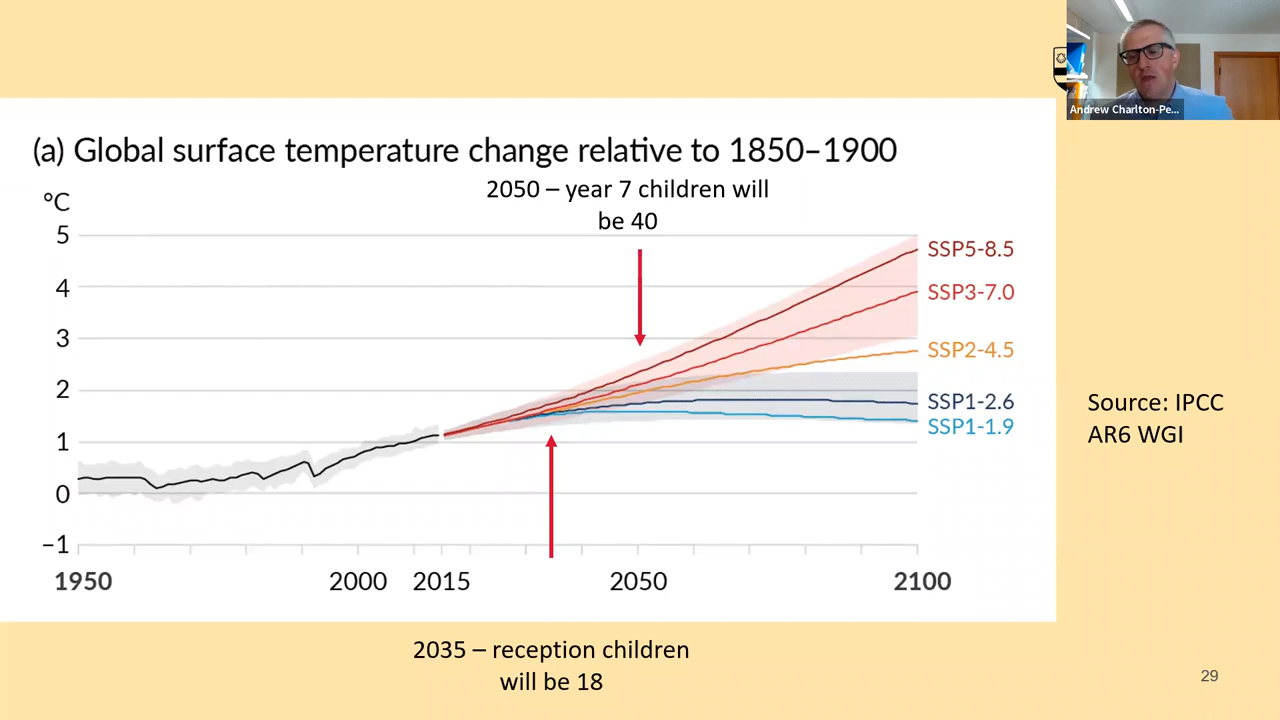 Andrew Charlton-Pe...
(a) Global surface temperature change relative to 1850–1900
2050 – year 7 children will
be 40
°C
5
4
3
2
1
0
−1
SSP5-8.5
SSP3-7.0
SSP2-4.5
SSP1-2.6
SSP1-1.9
Source: IPCC
AR6 WGI
1950
2000
2015
2050
2100
2035 – reception children
will be 18
29